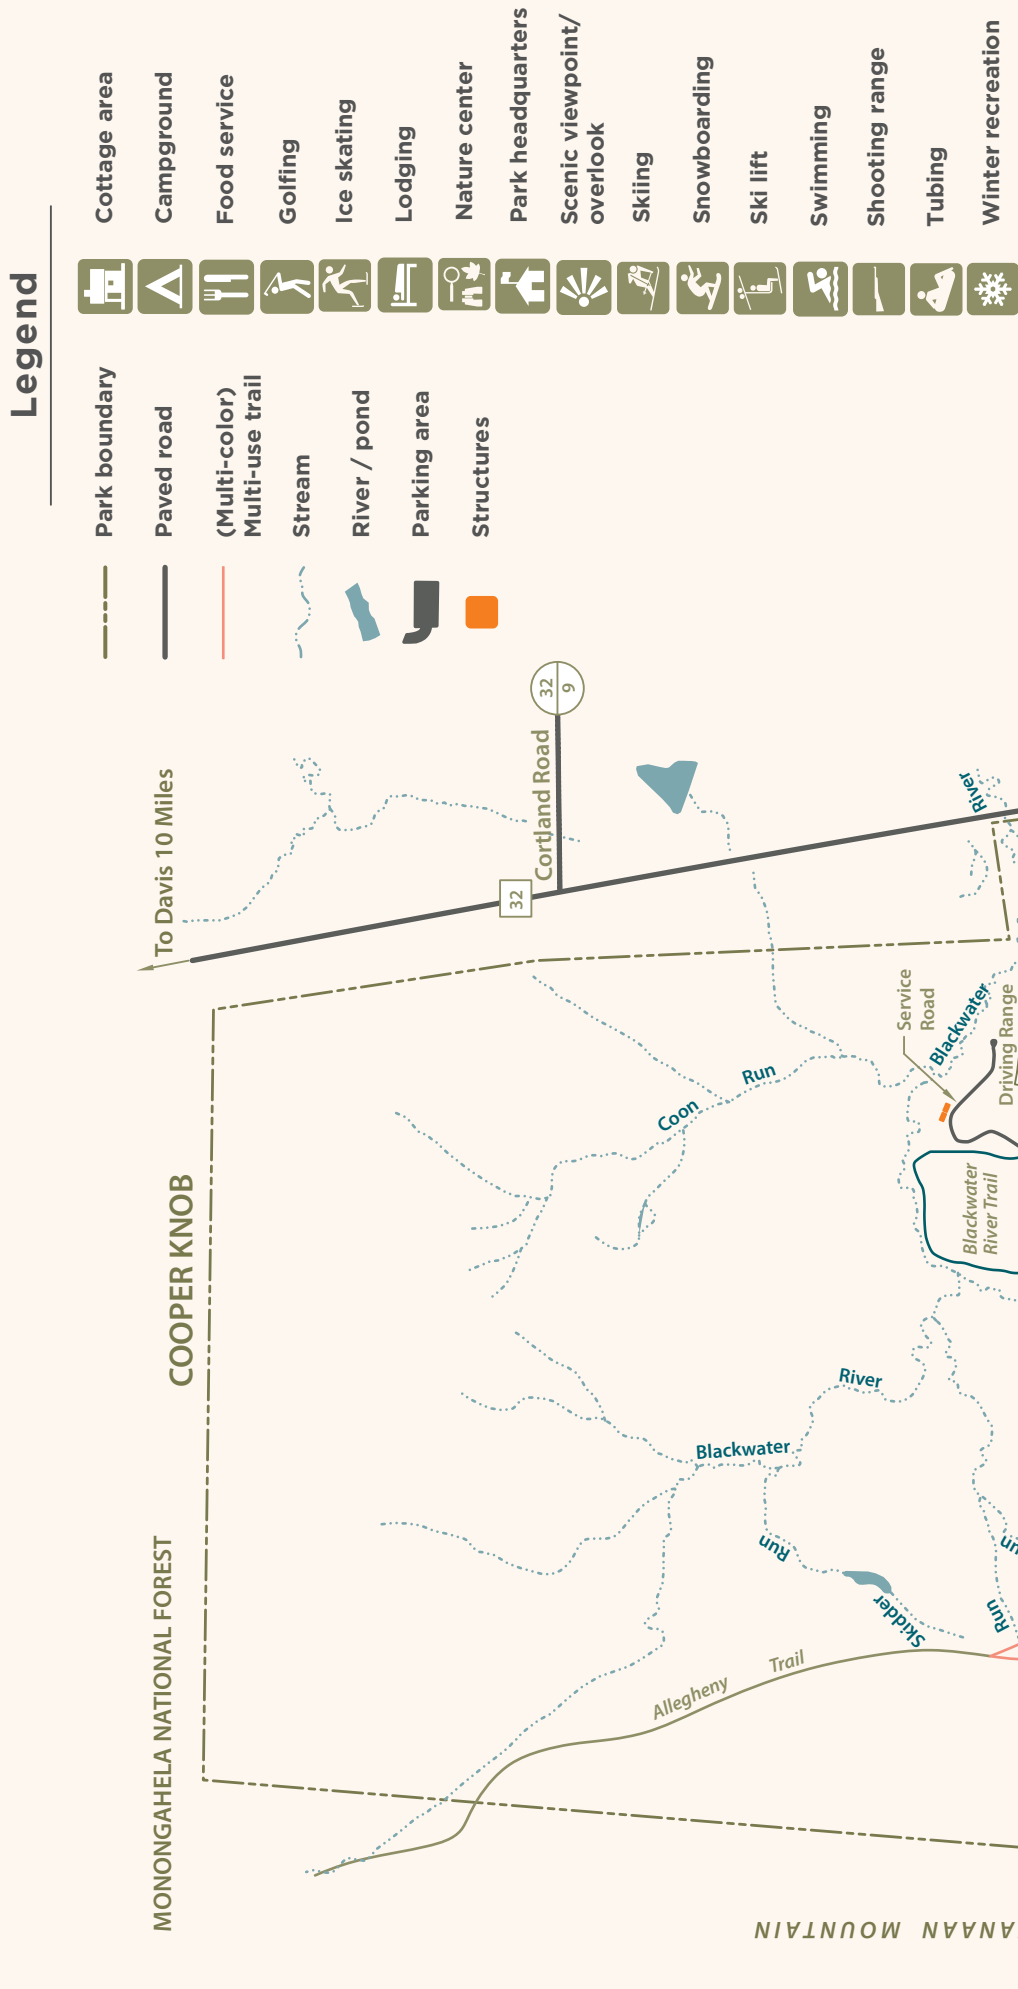 Legend
Park boundary
Paved road
(Multi-color)
Multi-use trail
Stream
River / pond
Parking area
Structures
Cottage area
Campground
Food service
Golfing
Ice skating
Lodging
Nature center
Park headquarters
Scenic viewpoint/
overlook
Skiing
Snowboarding
Ski lift
Swimming
Shooting range
Tubing
Winter recreation
MONONGAHELA NATIONAL FOREST
COOPER KNOB
To Davis 10 Miles
32
Cortland Road
32
9
River
Blackwater
Service
Road
Driving Range
Coon
Run
Blackwater
River Trail
River
Blackwater
Run
Skidder
Run
un
Allegheny
Trail
ANAAN MOUNTAIN